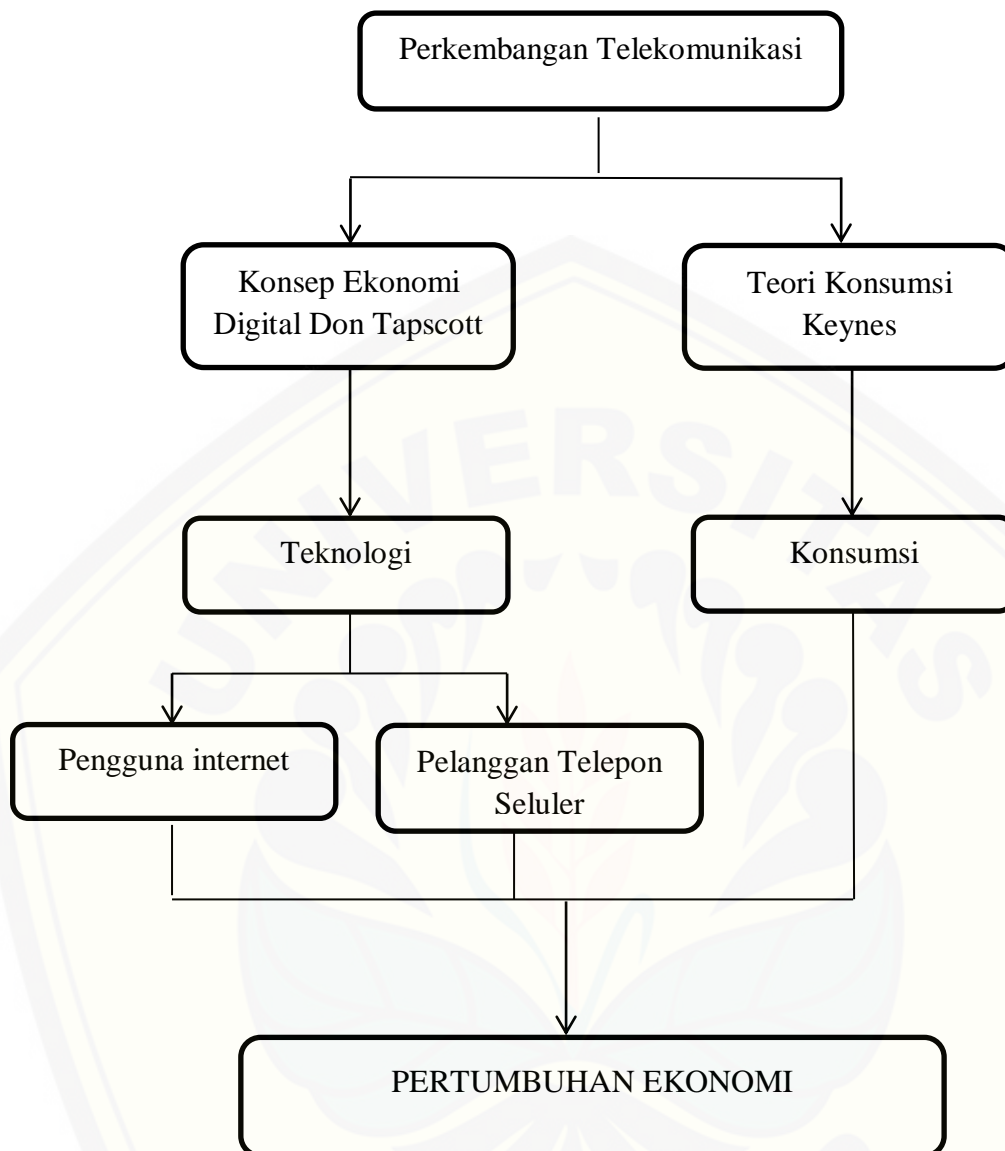 Perkembangan Telekomunikasi
Konsep Ekonomi
Digital Don Tapscott
Teori Konsumsi
Keynes
Teknologi
Konsumsi
Pengguna internet
Pelanggan Telepon
Seluler
PERTUMBUHAN EKONOMI
UNIVERSITAS